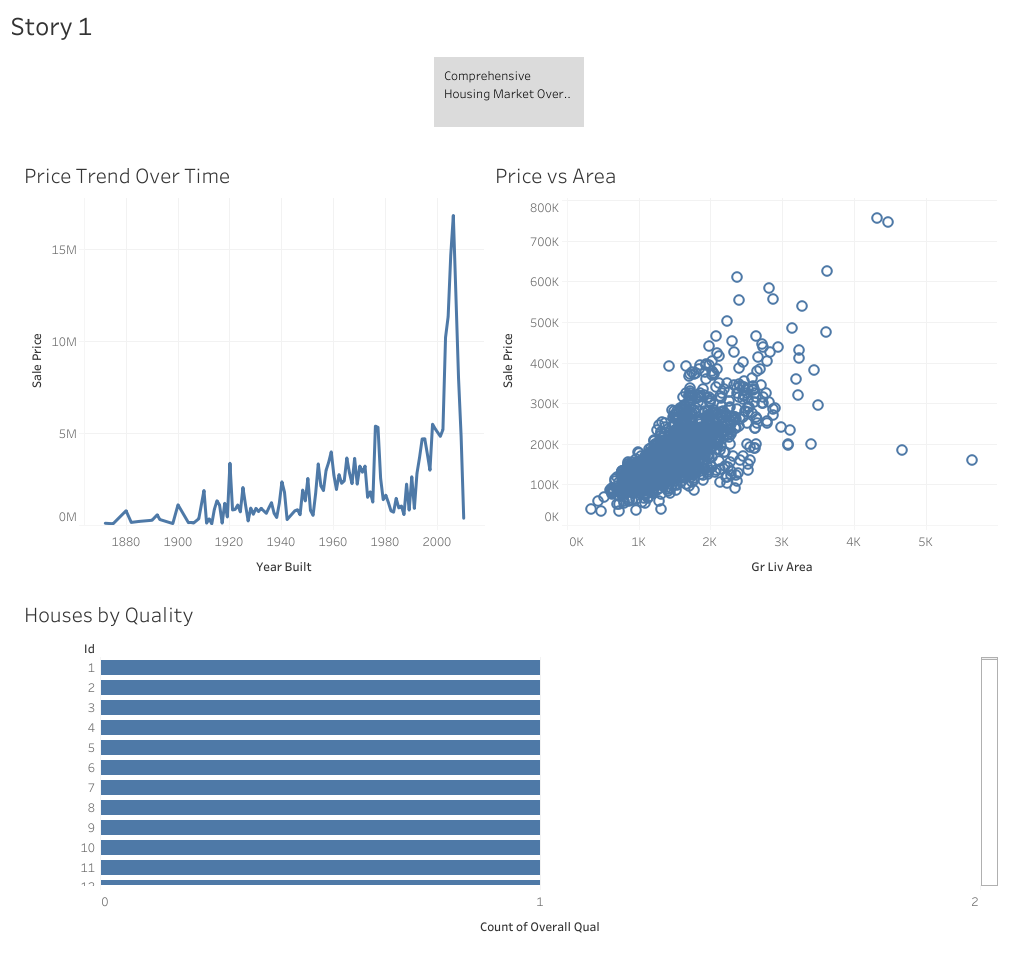 Story 1
Comprehensive
Housing Market Over..
Price Trend Over Time
Sale Price
15M
10M
5M
0M
1880 1900 1920 1940 1960 1980 2000
Year Built
Price vs Area
Sale Price
800K
700K
600K
500K
400K
300K
200K
100K
0K
0K 1K 2K 3K 4K 5K
Gr Liv Area
Houses by Quality
Id
1
2
3
4
5
6
7
8
9
10
11
0 1 2
Count of Overall Qual